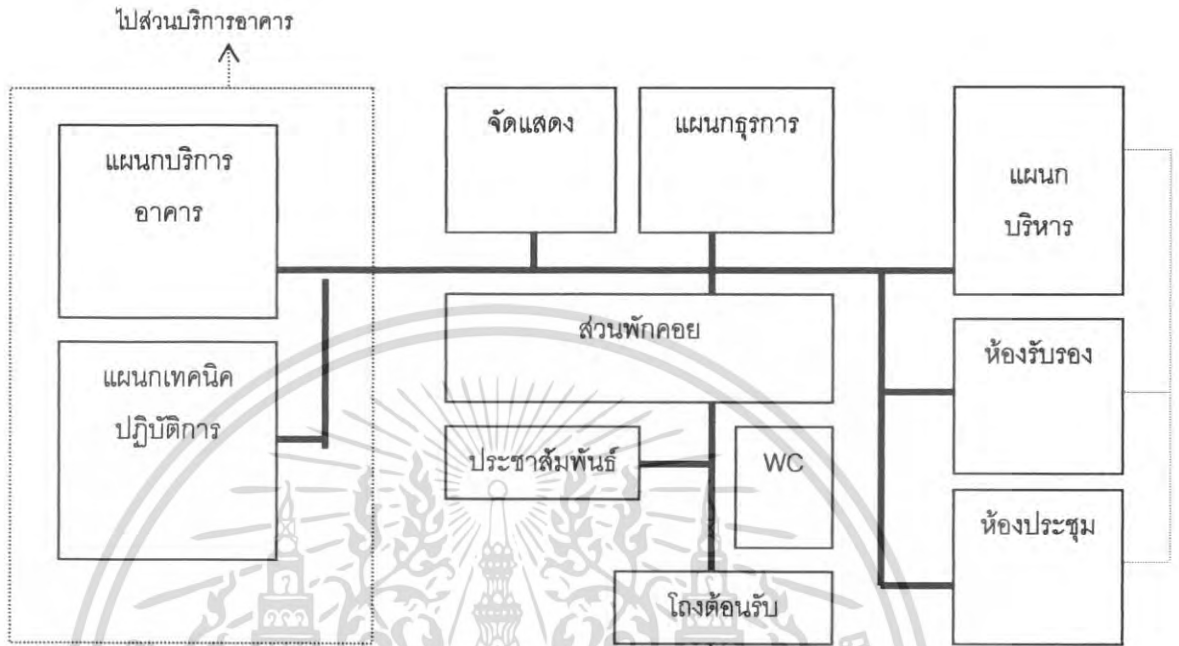 ไปส่วนบริการอาคาร
แผนกบริการ
อาคาร
จัดแสดง
แผนกธุรการ
แผนก
บริหาร
ส่วนพักคอย
ห้องรับรอง
แผนกเทคนิค
ปฏิบัติการ
ประชาสัมพันธ์
WC
ห้องประชุม
โถงต้อนรับ